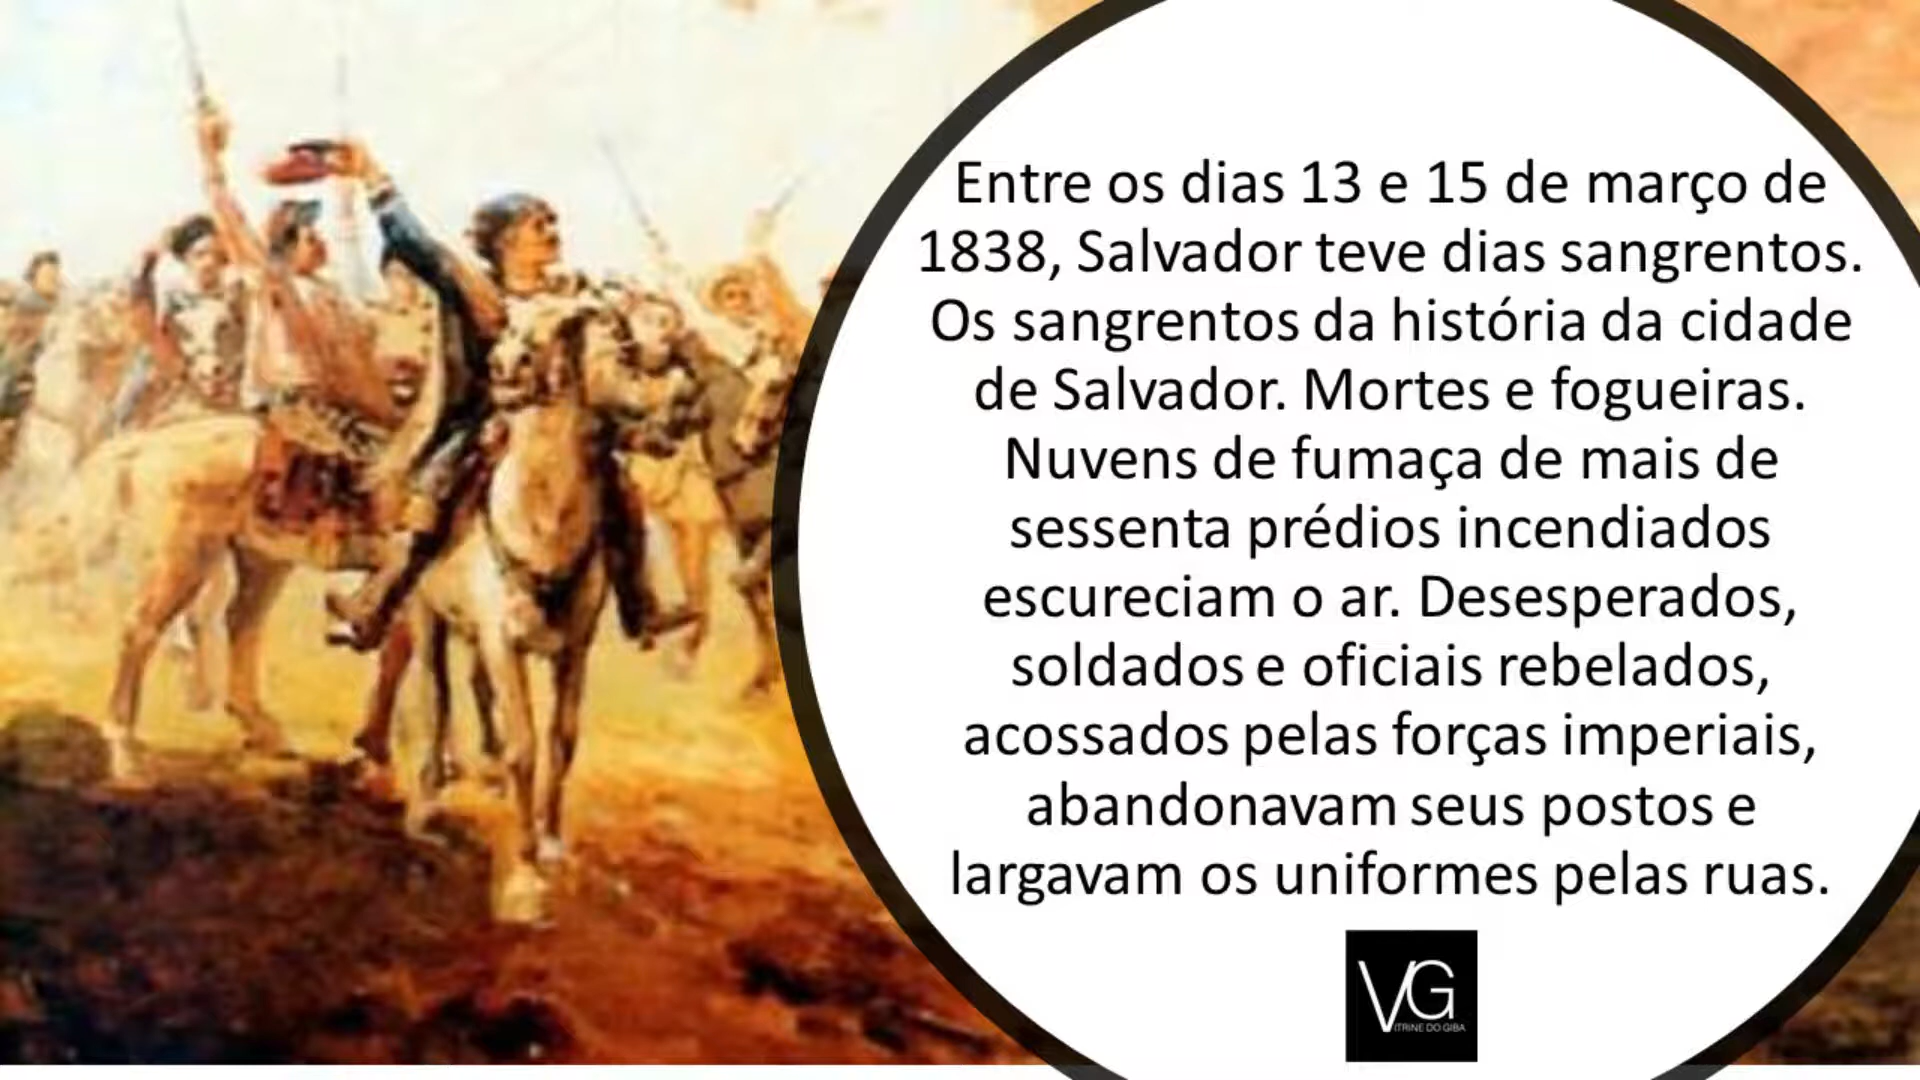 Entre os dias 13 e 15 de março de
1838, Salvador teve dias sangrentos.
Os sangrentos da história da cidade
de Salvador. Mortes e fogueiras.
Nuvens de fumaça de mais de
sessenta prédios incendiados
escureciam o ar. Desesperados,
soldados e oficiais rebelados,
acossados pelas forças imperiais,
abandonavam seus postos e
largavam os uniformes pelas ruas.
VG
ITRINE DO GIBA